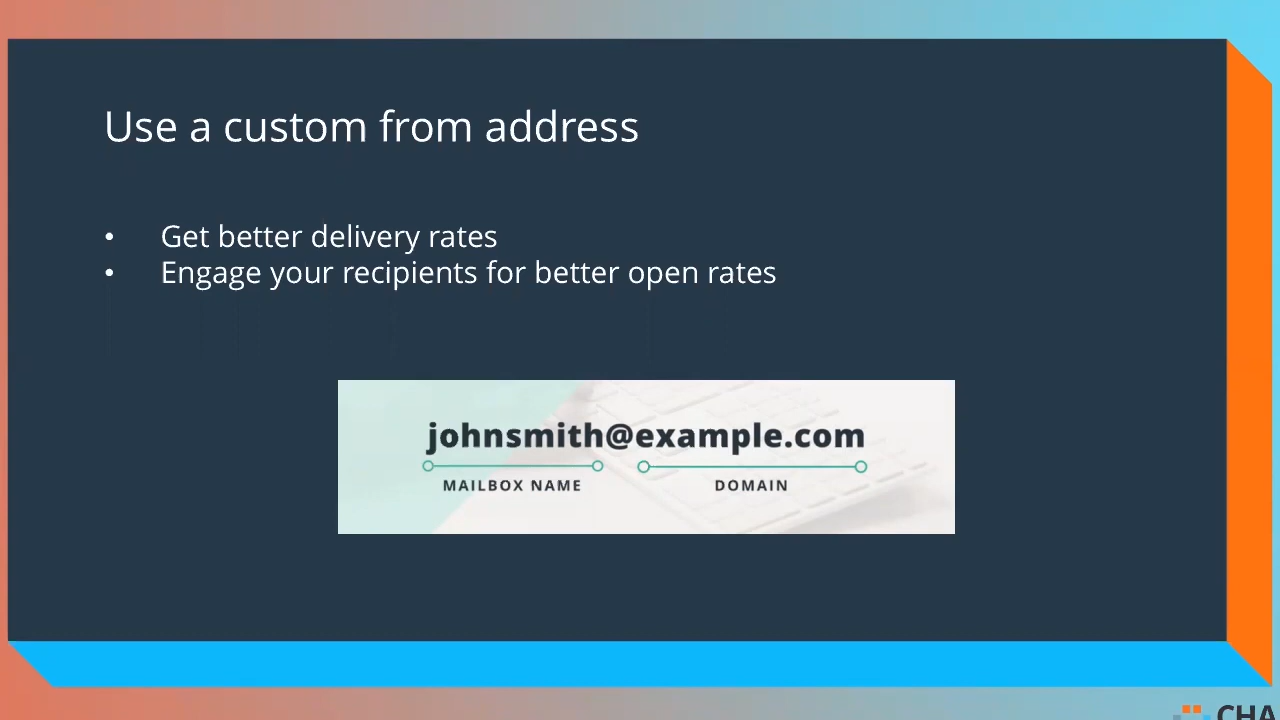 Use a custom from address
• Get better delivery rates
• Engage your recipients for better open rates
johnsmith@example.com
MAILBOX NAME DOMAIN
CHA